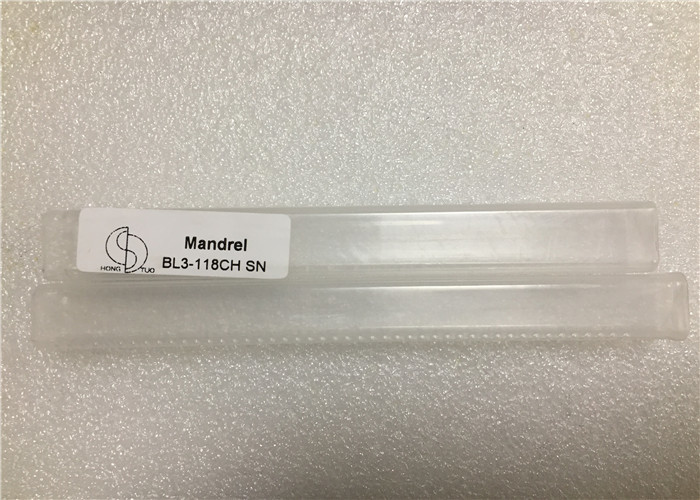 Mandrel
BL3-118CH SN
HONG TUO